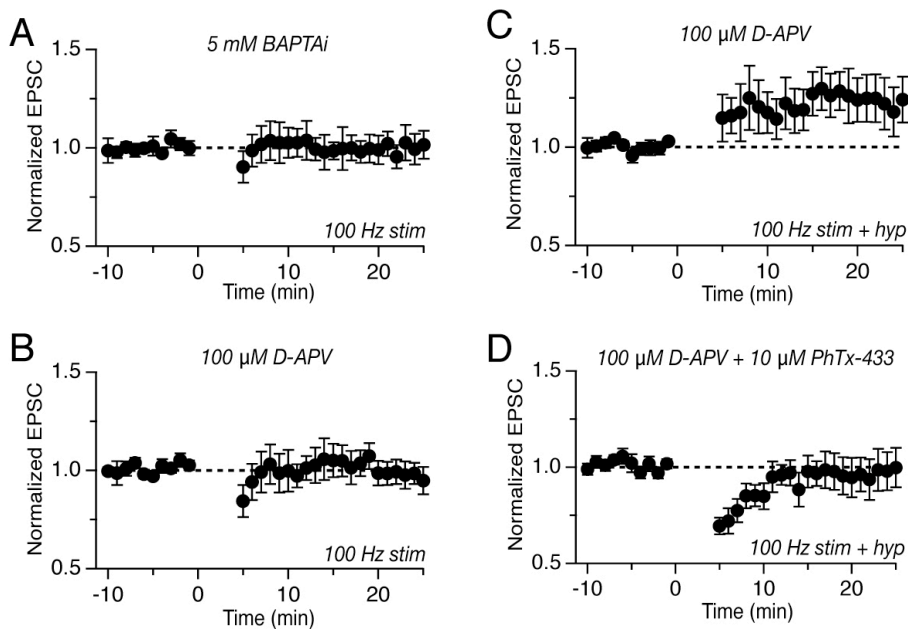 A
5 mM BAPTAi
Normalized EPSC
1.5
1.0
0.5
100 Hz stim
-10 0 10 20
Time (min)
B
100 µM D-APV
Normalized EPSC
1.5
1.0
0.5
100 Hz stim
-10 0 10 20
Time (min)
C
100 µM D-APV
Normalized EPSC
1.5
1.0
0.5
100 Hz stim + hyp
-10 0 10 20
Time (min)
D
100 µM D-APV + 10 µM PhTx-433
Normalized EPSC
1.5
1.0
0.5
100 Hz stim + hyp
-10 0 10 20
Time (min)